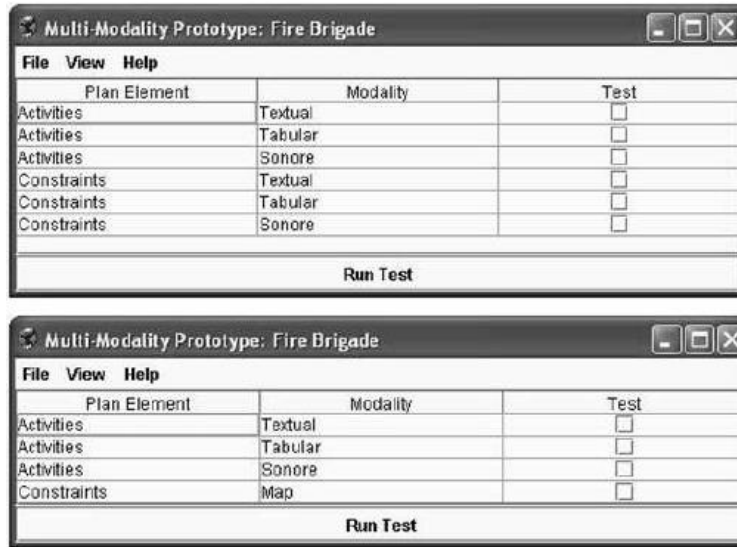 Multi-Modality Prototype: Fire Brigade
File View Help
Plan Element Modality Test
Activities Textual
Activities Tabular
Activities Sonore
Constraints Textual
Constraints Tabular
Constraints Sonore
Run Test
Multi-Modality Prototype: Fire Brigade
File View Help
Plan Element Modality Test
Activities Textual
Activities Tabular
Activities Sonore
Constraints Map
Run Test